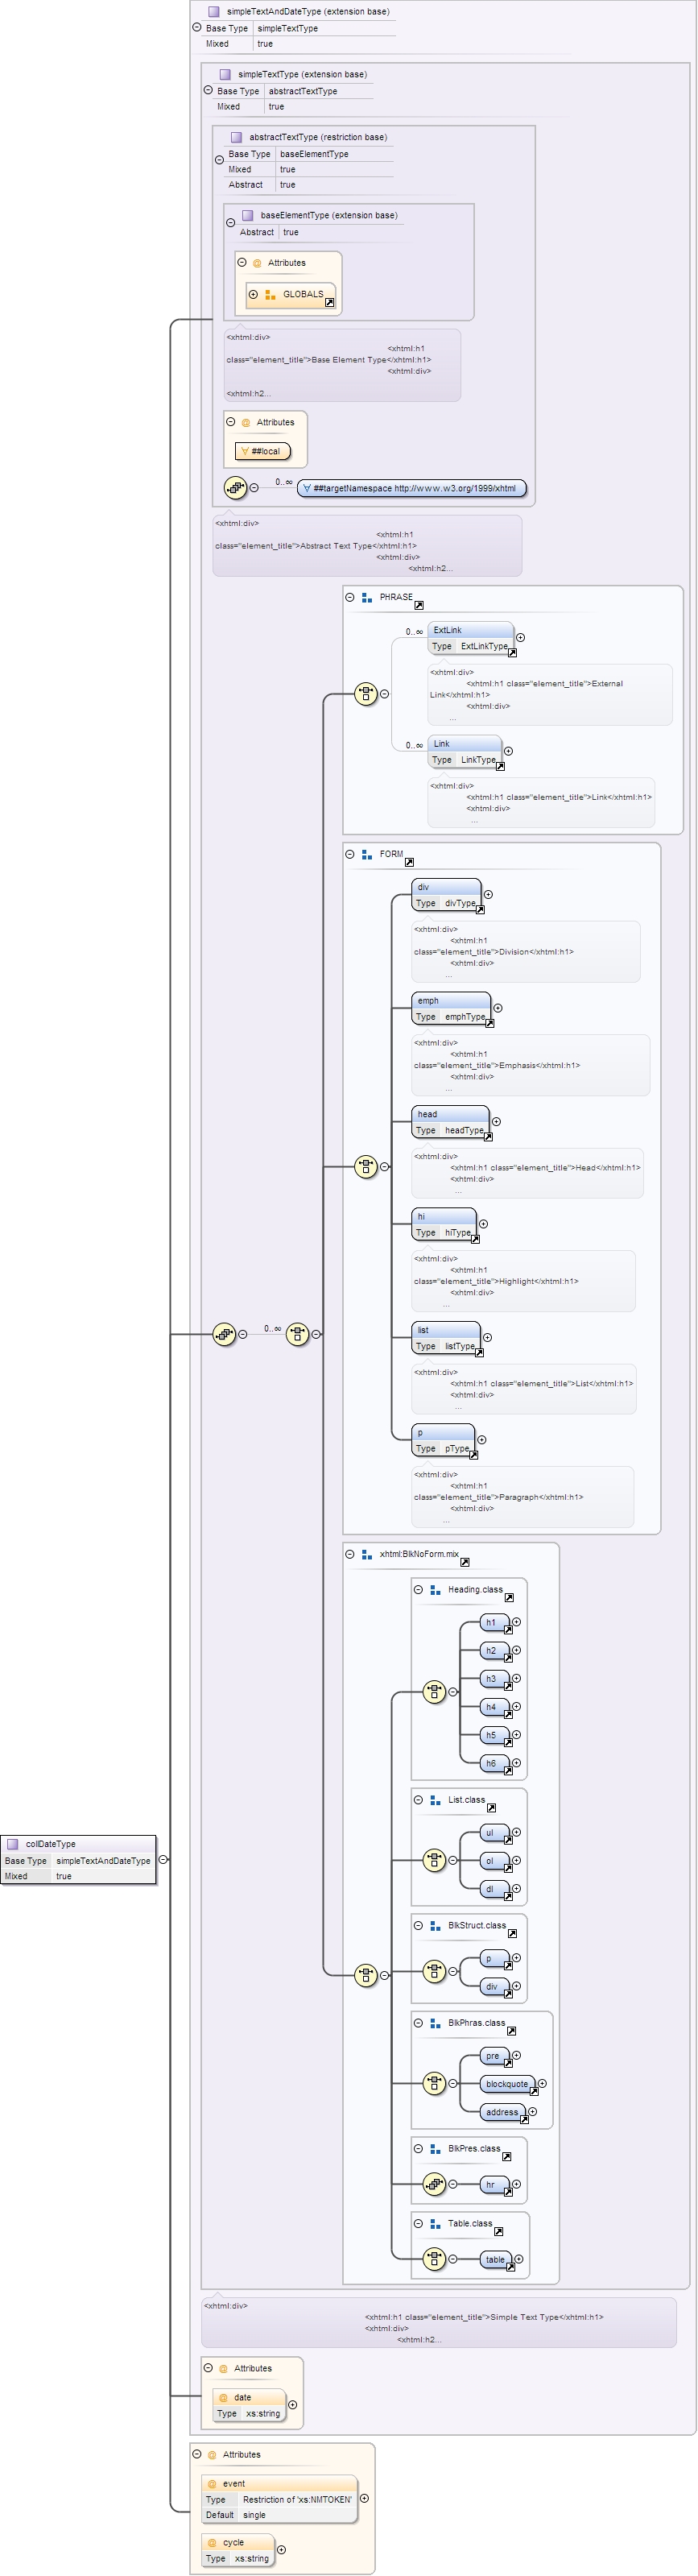 simpleTextAndDateType (extension base)
Base Type simpleTextType
Mixed true
simpleTextType (extension base)
Base Type abstractTextType
Mixed true
abstractTextType (restriction base)
Base Type baseElementType
Mixed true
Abstract true
baseElementType (extension base)
Abstract true
@ Attributes
GLOBALS
<xhtml:div>
<xhtml:h1
class="element_title">Base Element Type</xhtml:h1>
<xhtml:div>
<xhtml:h2...
@ Attributes
##local
0..∞
##targetNamespace http://www.w3.org/1999/xhtml
<xhtml:div>
<xhtml:h1
class="element_title">Abstract Text Type</xhtml:h1>
<xhtml:div>
<xhtml:h2...
PHRASE
0..∞
ExtLink
Type ExtLinkType
<xhtml:div>
<xhtml:h1 class="element_title">External
Link</xhtml:h1>
<xhtml:div>
...
0..∞
Link
Type LinkType
<xhtml:div>
<xhtml:h1 class="element_title">Link</xhtml:h1>
<xhtml:div>
...
FORM
div
Type divType
<xhtml:div>
<xhtml:h1
class="element_title">Division</xhtml:h1>
<xhtml:div>
...
emph
Type emphType
<xhtml:div>
<xhtml:h1
class="element_title">Emphasis</xhtml:h1>
<xhtml:div>
...
head
Type headType
<xhtml:div>
<xhtml:h1 class="element_title">Head</xhtml:h1>
<xhtml:div>
...
hi
Type hiType
<xhtml:div>
<xhtml:h1
class="element_title">Highlight</xhtml:h1>
<xhtml:div>
...
0..∞
list
Type listType
<xhtml:div>
<xhtml:h1 class="element_title">List</xhtml:h1>
<xhtml:div>
...
p
Type pType
<xhtml:div>
<xhtml:h1
class="element_title">Paragraph</xhtml:h1>
<xhtml:div>
...
xhtml:BlkNoForm.mix
Heading.class
h1
h2
h3
h4
h5
h6
List.class
ul
ol
dl
collDateType
Base Type simpleTextAndDateType
Mixed true
BlkStruct.class
p
div
BlkPhras.class
pre
blockquote
address
BlkPres.class
hr
Table.class
table
<xhtml:div>
<xhtml:h1 class="element_title">Simple Text Type</xhtml:h1>
<xhtml:div>
<xhtml:h2...
@ Attributes
@ date
Type xs:string
@ Attributes
@ event
Type Restriction of 'xs:NMTOKEN'
Default single
@ cycle
Type xs:string